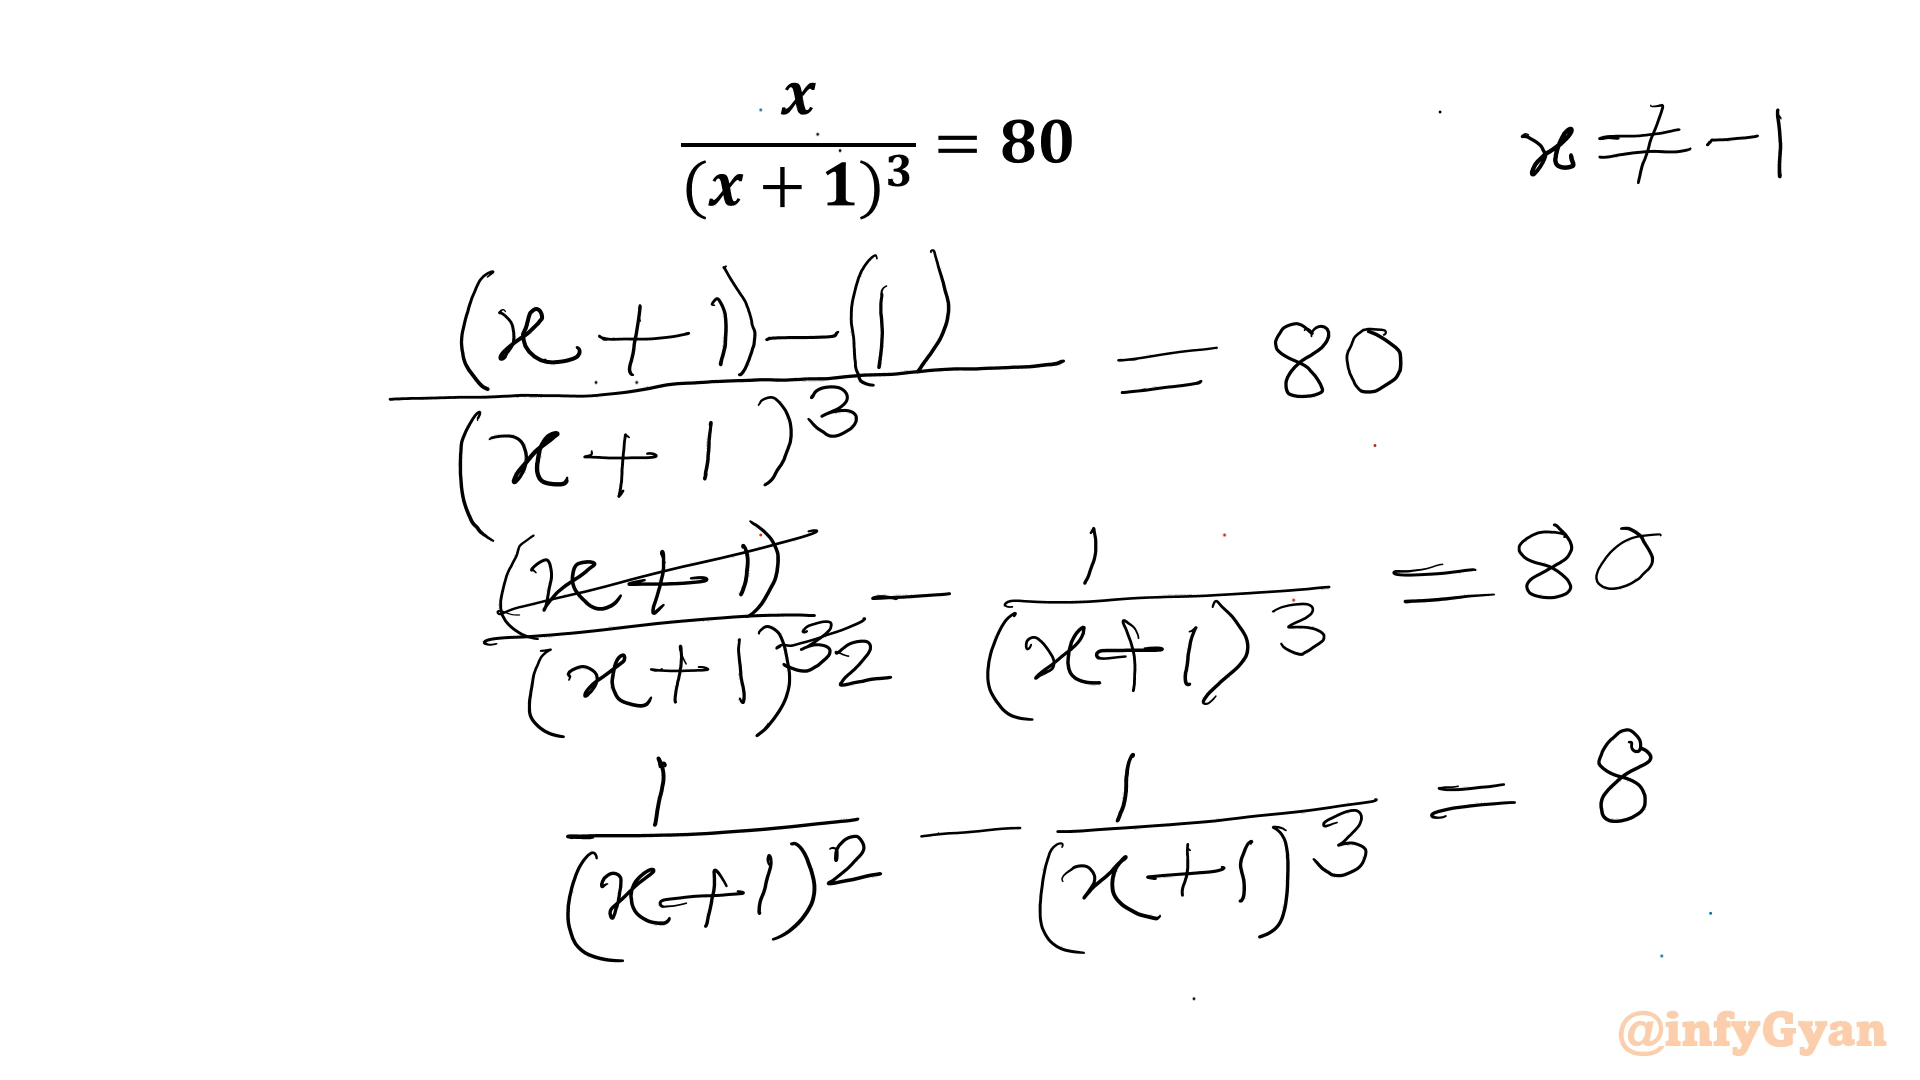 x/(x + 1)³ = 80
x ≠ -1
((x + 1) - (1))/(x + 1)³ = 80
(x + 1)/(x + 1)³ ² - 1/(x + 1)³ = 80
1/(x + 1)² - 1/(x + 1)³ = 8
@infyGyan